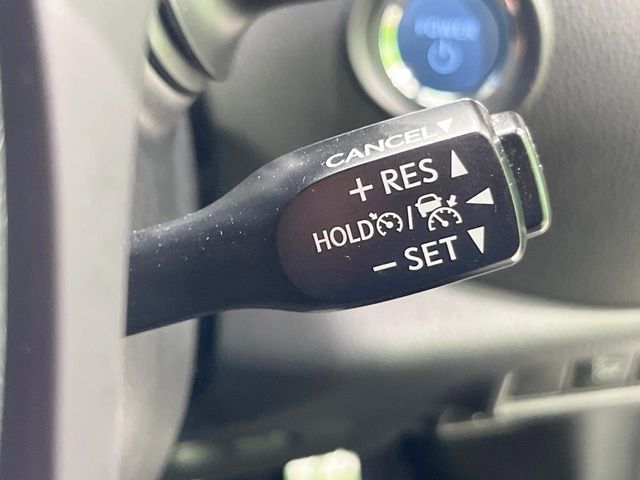 POWER
CANCEL
+ RES
HOLD /
− SET